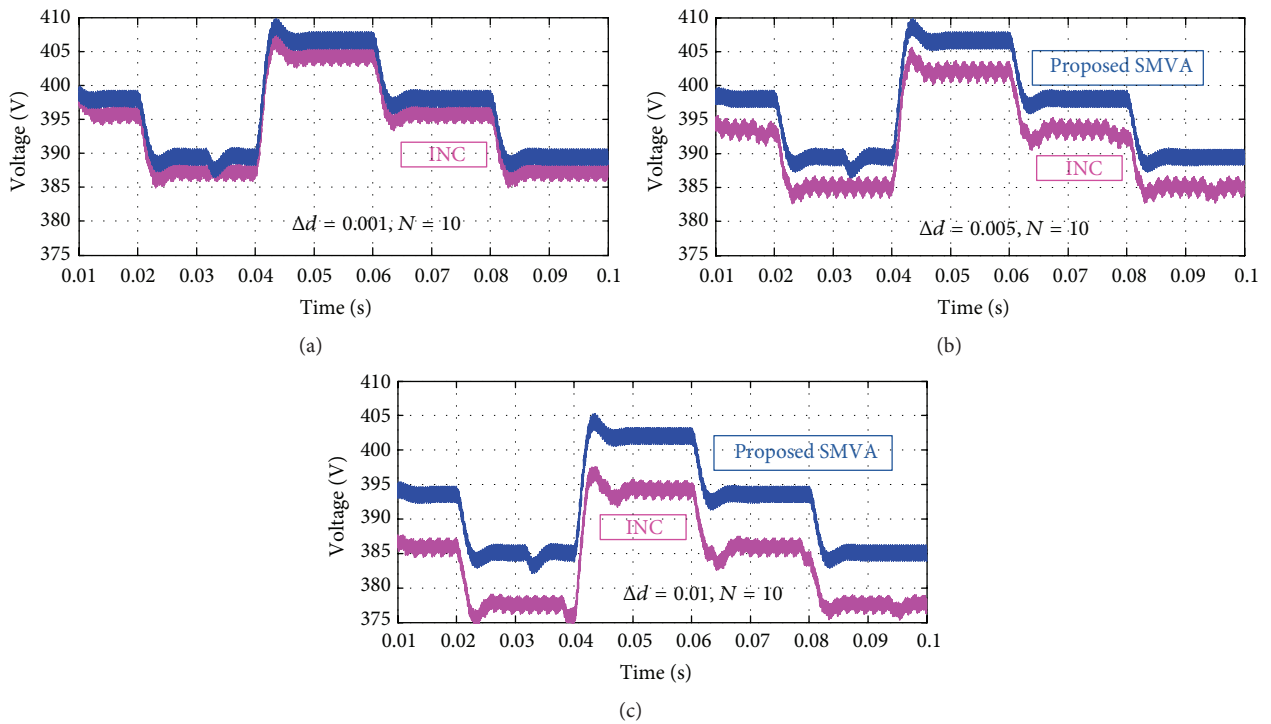 410
405
400
395
390
385
380
375
Voltage (V)
INC
Δd = 0.001, N = 10
0.01 0.02 0.03 0.04 0.05 0.06 0.07 0.08 0.09 0.1
Time (s)
(a)
410
405
400
395
390
385
380
375
Voltage (V)
Proposed SMVA
INC
Δd = 0.005, N = 10
0.01 0.02 0.03 0.04 0.05 0.06 0.07 0.08 0.09 0.1
Time (s)
(b)
410
405
400
395
390
385
380
375
Voltage (V)
Proposed SMVA
INC
Δd = 0.01, N = 10
0.01 0.02 0.03 0.04 0.05 0.06 0.07 0.08 0.09 0.1
Time (s)
(c)